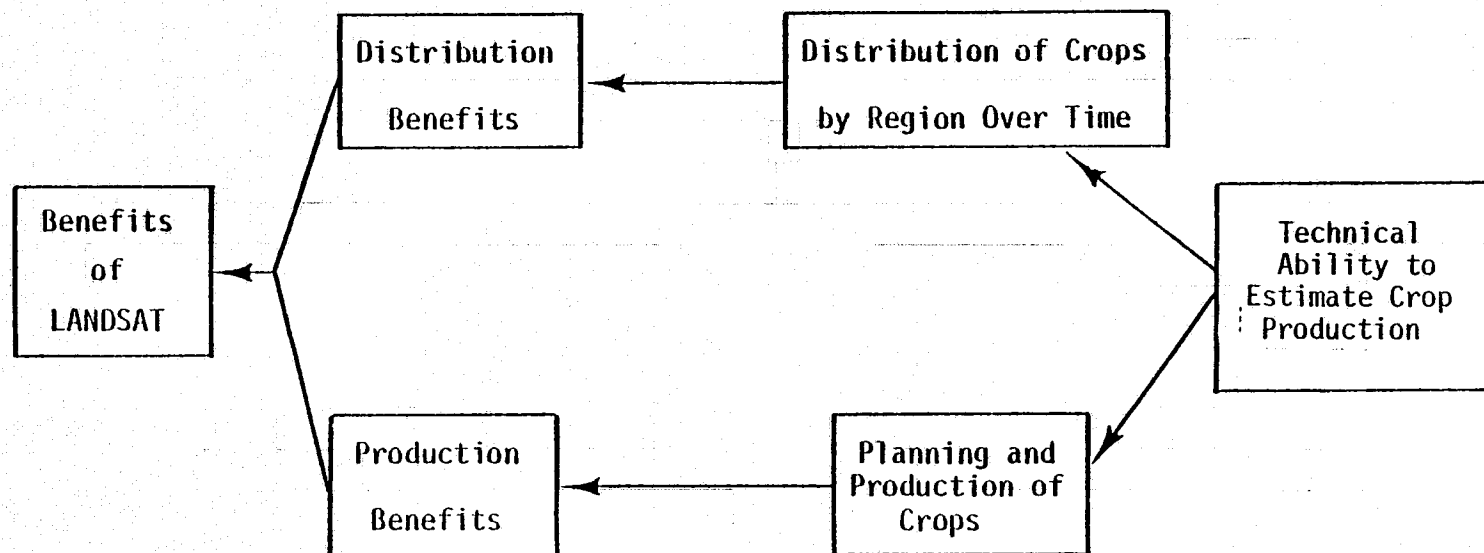 Distribution
Benefits
Distribution of Crops
by Region Over Time
Benefits
of
LANDSAT
Technical
Ability to
Estimate Crop
Production
Production
Benefits
Planning and
Production of
Crops